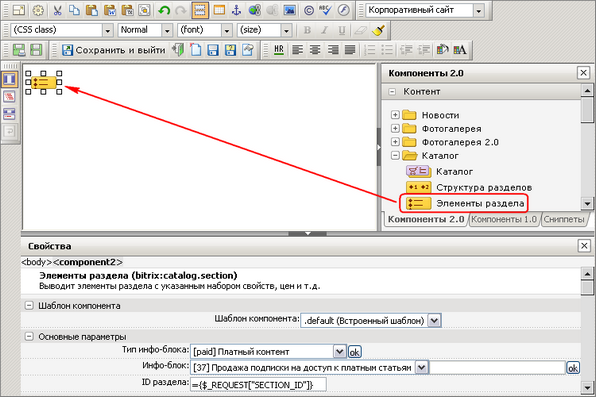 Корпоративный сайт
(CSS class) Normal (font) (size) B I U
Сохранить и выйти HR
Компоненты 2.0
Контент
Новости
Фотогалерея
Фотогалерея 2.0
Каталог
Каталог
Структура разделов
Элементы раздела
Компоненты 2.0 Компоненты 1.0 Сниппеты
Свойства
<body><component2>
Элементы раздела (bitrix:catalog.section)
Выводит элементы раздела с указанным набором свойств, цен и т.д.
Шаблон компонента
Шаблон компонента: .default (Встроенный шаблон)
Основные параметры
Тип инфо-блока: [paid] Платный контент ok
Инфо-блок: [37] Продажа подписки на доступ к платным статьям ok
ID раздела: ={$_REQUEST["SECTION_ID"]}